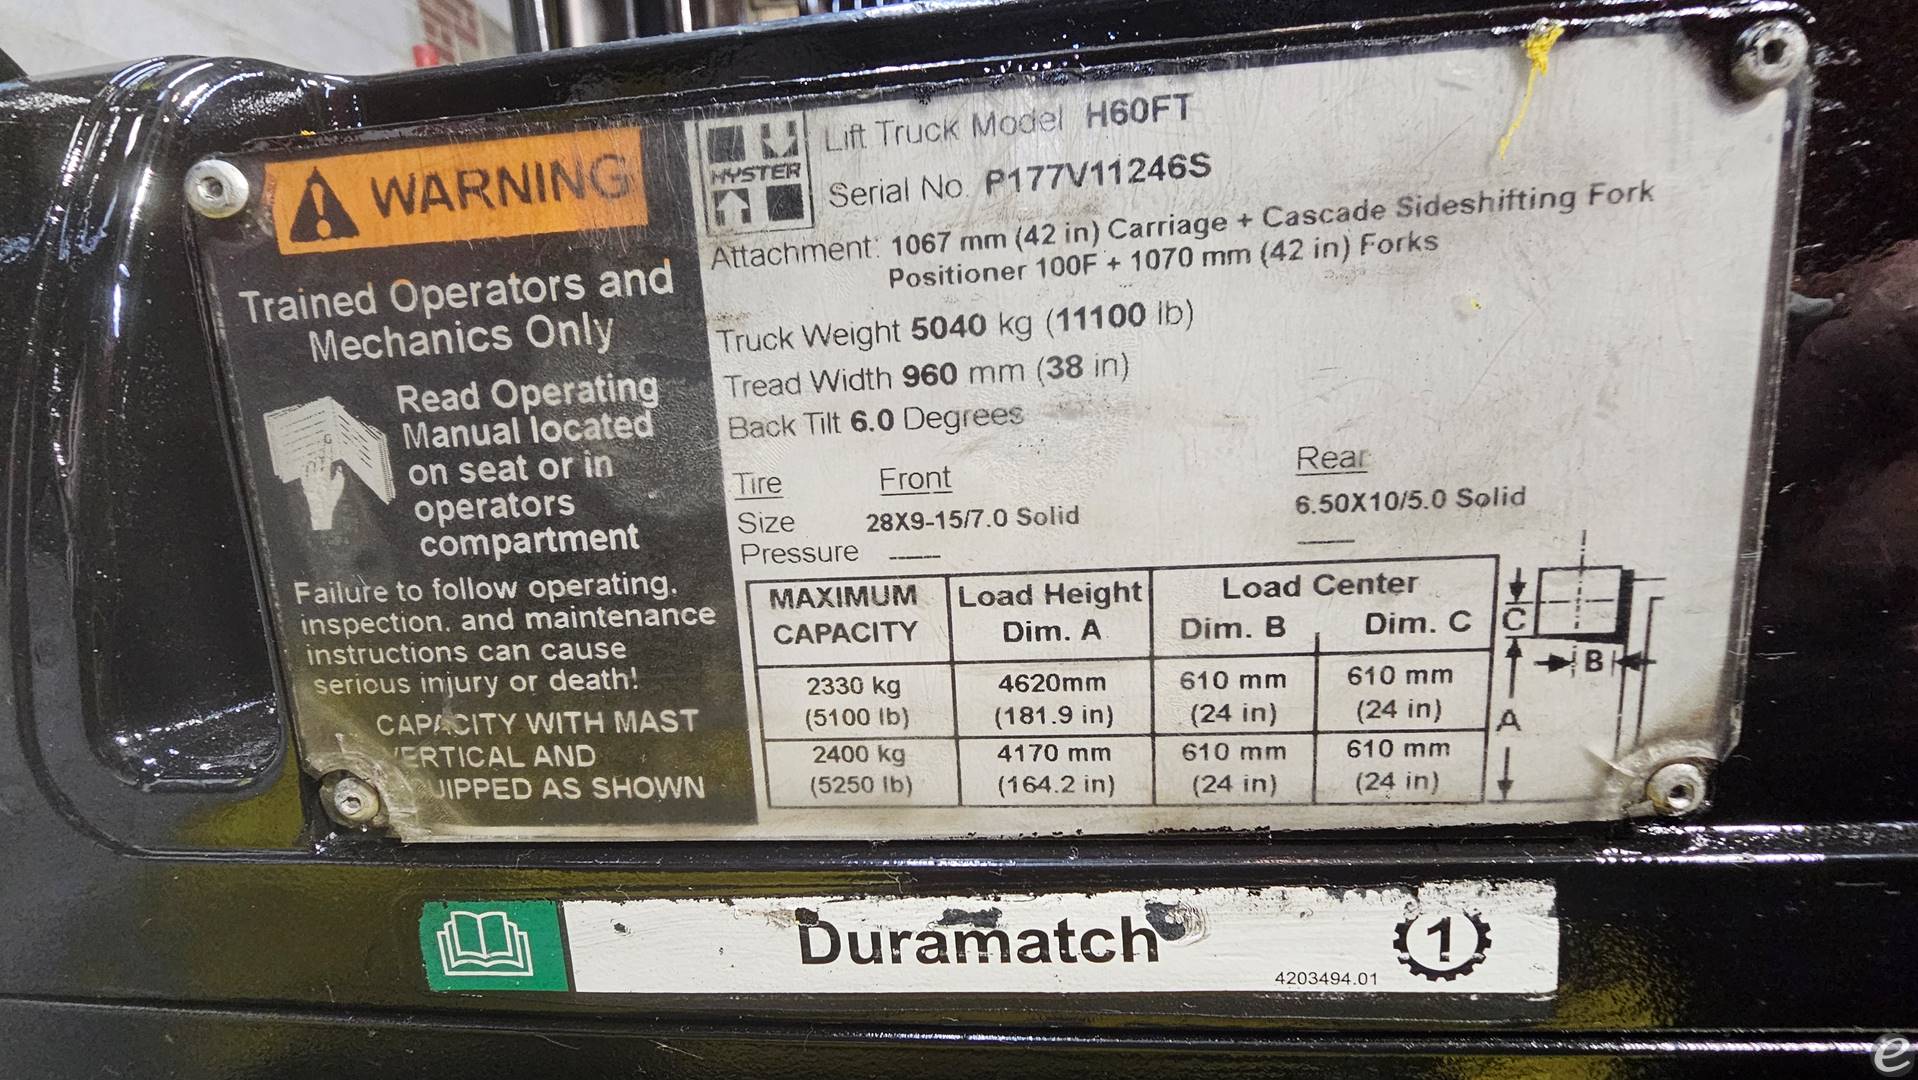 WARNING
Trained Operators and
Mechanics Only
Read Operating
Manual located
on seat or in
operators
compartment
Failure to follow operating,
inspection, and maintenance
instructions can cause
serious injury or death!
CAPACITY WITH MAST
VERTICAL AND
UIPPED AS SHOWN
HYSTER
Lift Truck Model H60FT
Serial No. P177V11246S
Attachment: 1067 mm (42 in) Carriage + Cascade Sideshifting Fork
Positioner 100F + 1070 mm (42 in) Forks
Truck Weight 5040 kg (11100 lb)
Tread Width 960 mm (38 in)
Back Tilt 6.0 Degrees
Tire Front Rear
Size 28X9-15/7.0 Solid 6.50X10/5.0 Solid
Pressure —— ——
MAXIMUM Load Height Load Center
CAPACITY Dim. A Dim. B Dim. C
2330 kg 4620mm 610 mm 610 mm
(5100 lb) (181.9 in) (24 in) (24 in)
2400 kg 4170 mm 610 mm 610 mm
(5250 lb) (164.2 in) (24 in) (24 in)
C
B
A
Duramatch
4203494.01
1
e